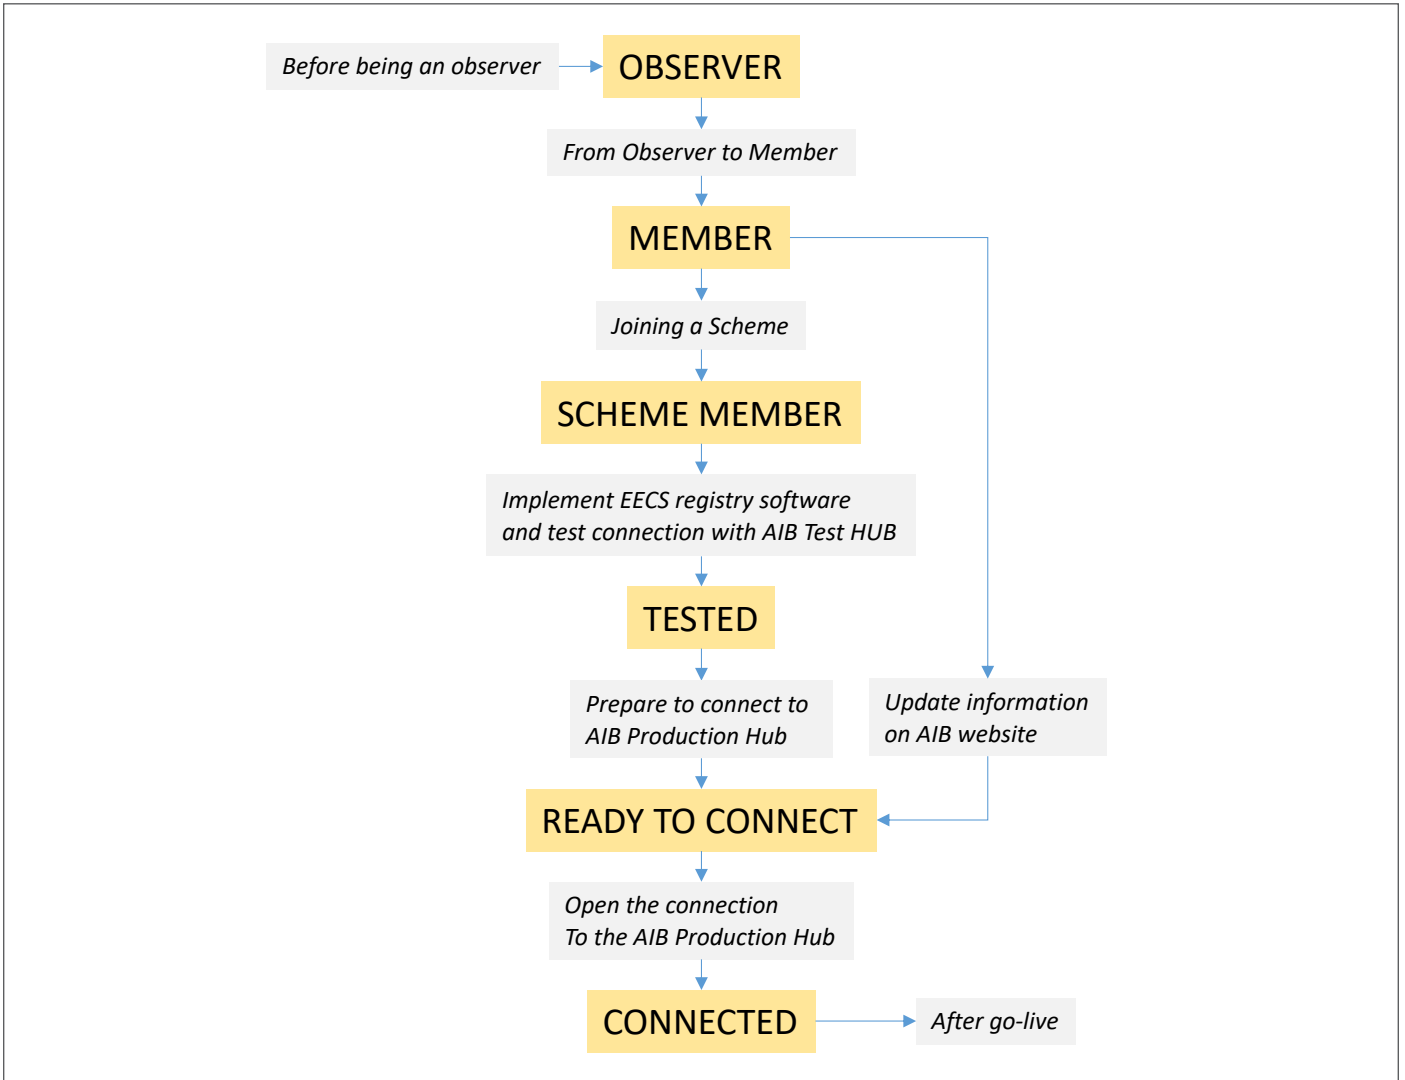 Before being an observer
OBSERVER
From Observer to Member
MEMBER
Joining a Scheme
SCHEME MEMBER
Implement EECS registry software
and test connection with AIB Test HUB
TESTED
Prepare to connect to
AIB Production Hub
Update information
on AIB website
READY TO CONNECT
Open the connection
To the AIB Production Hub
CONNECTED
After go-live